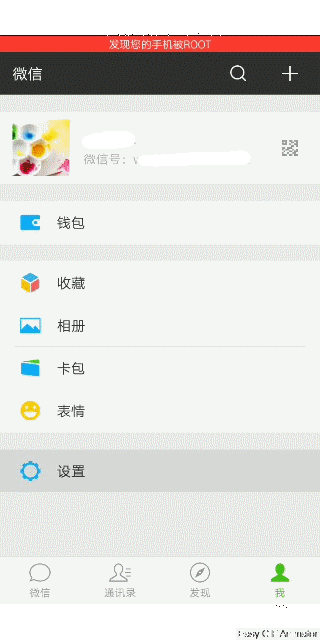 发现您的手机被ROOT
微信
微信号：
钱包
收藏
相册
卡包
表情
设置
微信
通讯录
发现
我
Easy GIF Animator